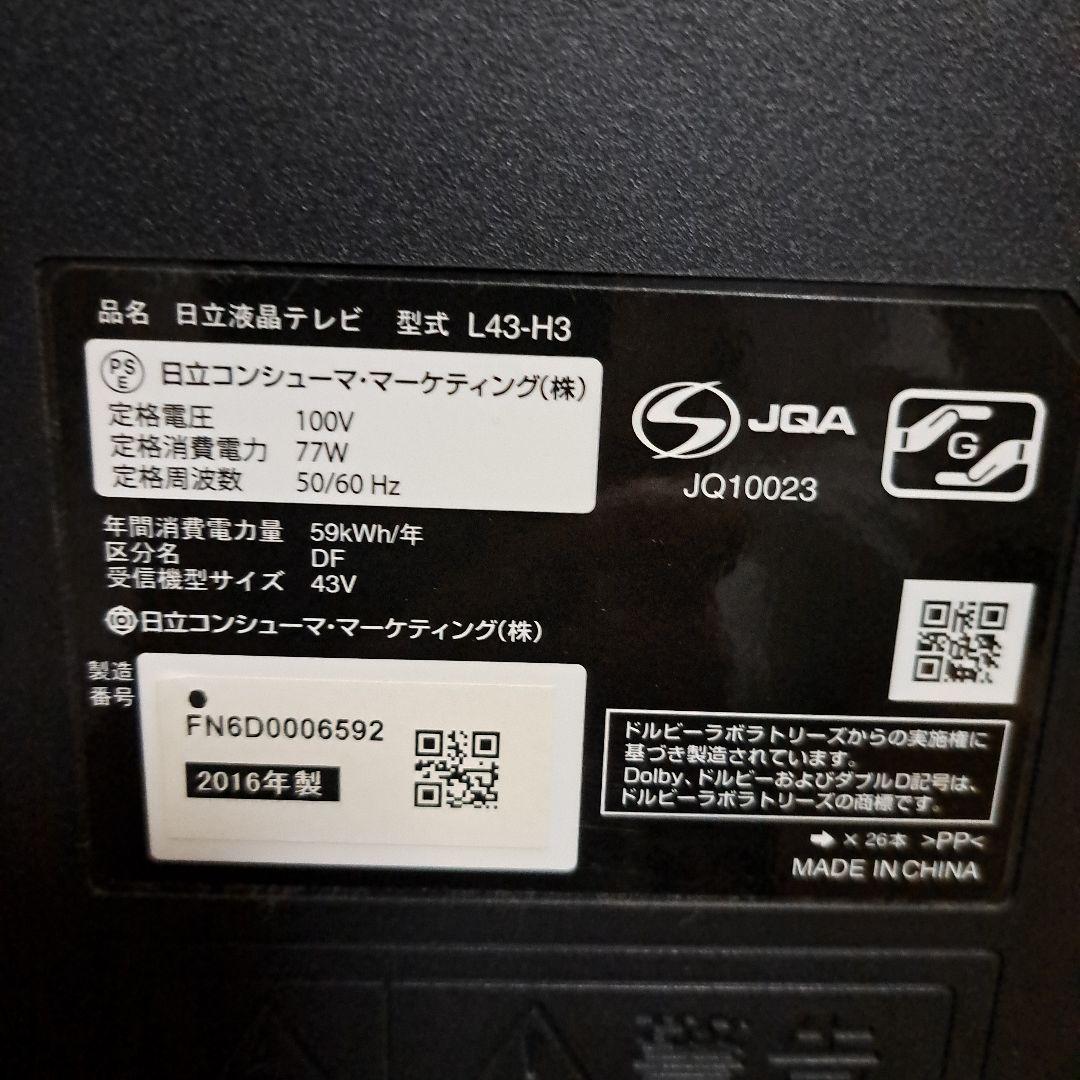 品名 日立液晶テレビ 型式 L43-H3
PS
E
日立コンシューマ・マーケティング(株)
定格電圧 100V
定格消費電力 77W
定格周波数 50/60 Hz
年間消費電力量 59kWh/年
区分名 DF
受信機型サイズ 43V
日立コンシューマ・マーケティング(株)
JQA
JQ10023
G
製造
番号
FN6D0006592
2016年製
ドルビーラボラトリーズからの実施権に
基づき製造されています。
Dolby、ドルビーおよびダブルD記号は、
ドルビーラボラトリーズの商標です。
➡ × 26本 >PP<
MADE IN CHINA